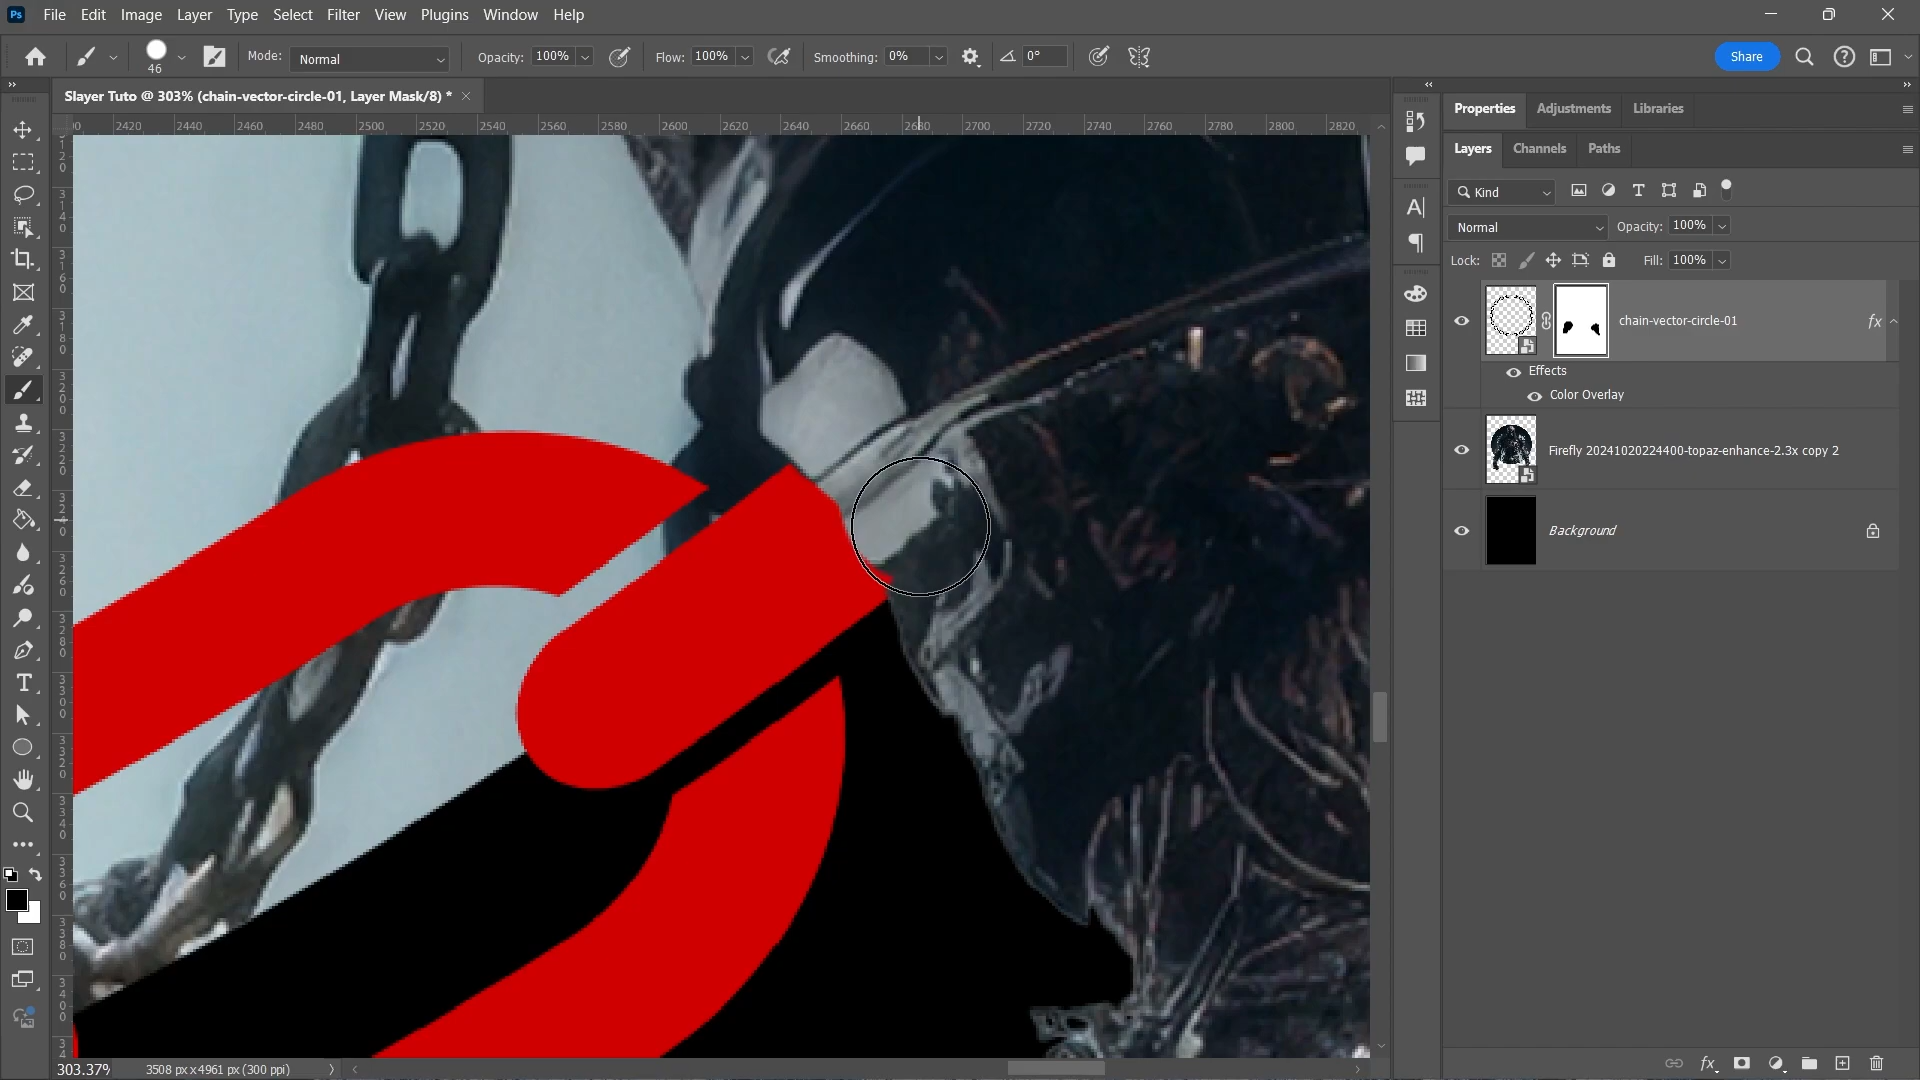 Ps File Edit Image Layer Type Select Filter View Plugins Window Help
46 Mode: Normal Opacity: 100% Flow: 100% Smoothing: 0% 0° Share
Slayer Tuto @ 303% (chain-vector-circle-01, Layer Mask/8) *
2420 2440 2460 2480 2500 2520 2540 2560 2580 2600 2620 2640 2660 2680 2700 2720 2740 2760 2780 2800 2820
Properties Adjustments Libraries
Layers Channels Paths
Kind
Normal Opacity: 100%
Lock: Fill: 100%
chain-vector-circle-01 fx
Effects
Color Overlay
Firefly 20241020224400-topaz-enhance-2.3x copy 2
Background
303.37% 3508 px x 4961 px (300 ppi)